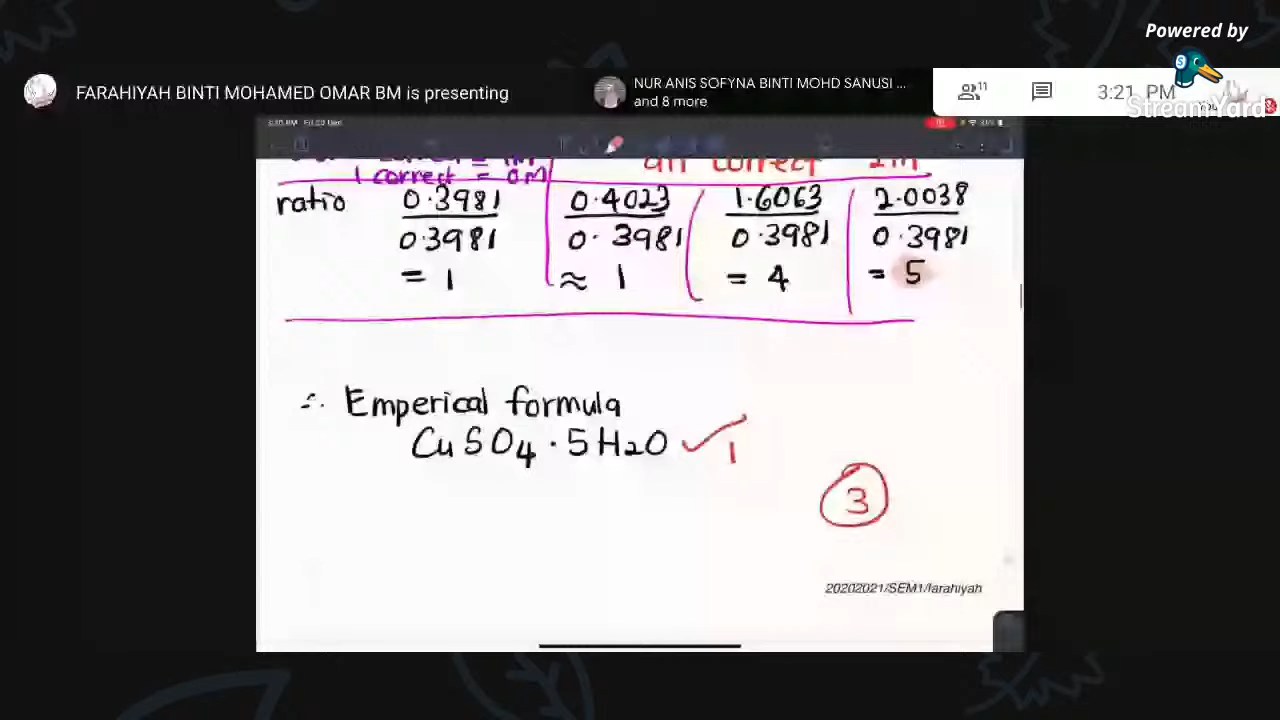 Powered by
StreamYard
FARAHIYAH BINTI MOHAMED OMAR BM is presenting
NUR ANIS SOFYNA BINTI MOHD SANUSI ...
and 8 more
11
3:21 PM
1 correct = 0M
all correct 2M
ratio 0.3981 0.4023 1.6063 2.0038
0.3981 0.3981 0.3981 0.3981
= 1 ≈ 1 = 4 = 5
∴ Emperical formula
CuSO4 · 5H2O ✓ 1
3
20202021/SEM1/farahiyah